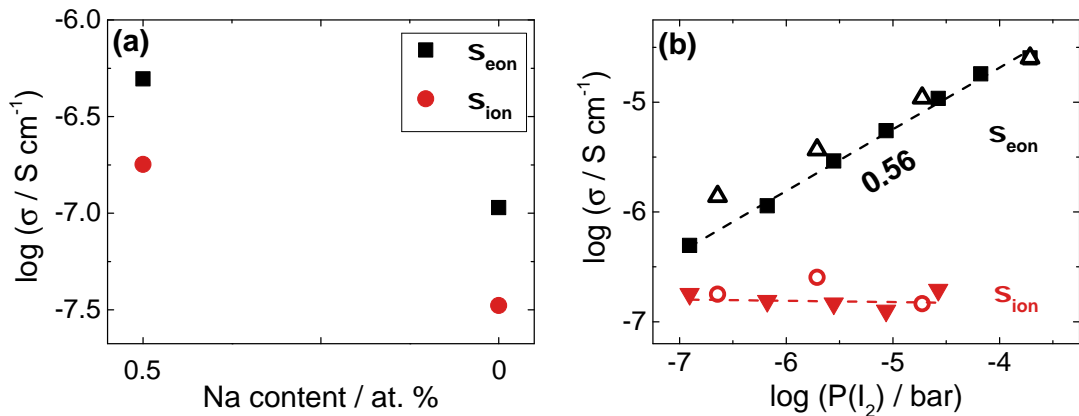 (a)
s_eon
s_ion
-6.0
-6.5
-7.0
-7.5
0.5
0
log (σ / S cm⁻¹)
Na content / at. %
(b)
-5
-6
-7
s_eon
0.56
s_ion
-7
-6
-5
-4
log (σ / S cm⁻¹)
log (P(I₂) / bar)